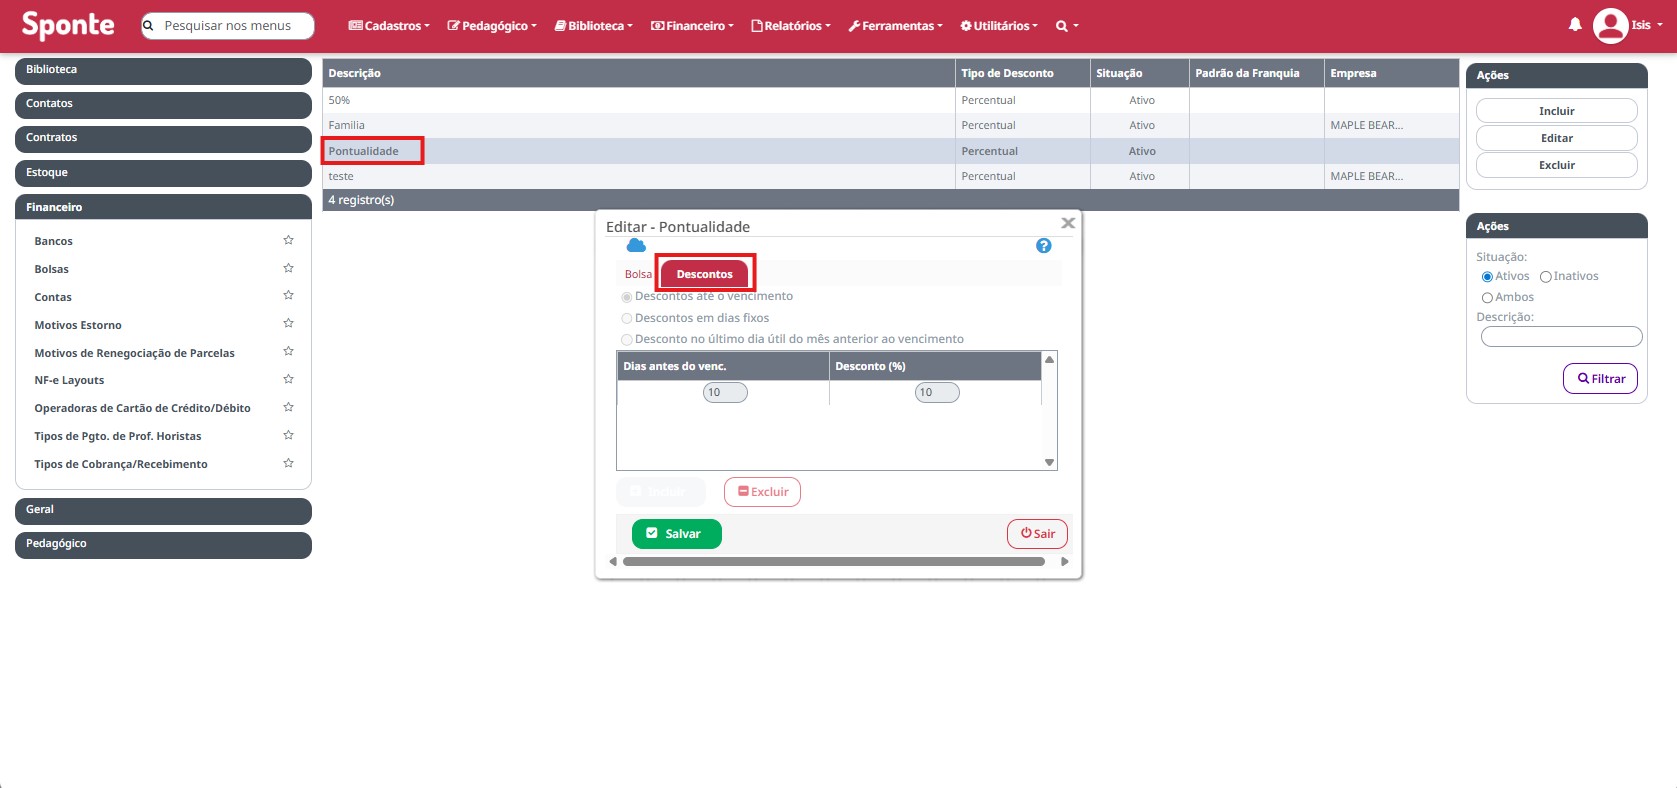 Sponte
Pesquisar nos menus
Cadastros
Pedagógico
Biblioteca
Financeiro
Relatórios
Ferramentas
Utilitários
Isis
Biblioteca
Contatos
Contratos
Estoque
Financeiro
Bancos
Bolsas
Contas
Motivos Estorno
Motivos de Renegociação de Parcelas
NF-e Layouts
Operadoras de Cartão de Crédito/Débito
Tipos de Pgto. de Prof. Horistas
Tipos de Cobrança/Recebimento
Geral
Pedagógico
Descrição Tipo de Desconto Situação Padrão da Franquia Empresa
50% Percentual Ativo
Familia Percentual Ativo MAPLE BEAR...
Pontualidade Percentual Ativo
teste Percentual Ativo MAPLE BEAR...
4 registro(s)
Editar - Pontualidade
?
Bolsa Descontos
Descontos até o vencimento
Descontos em dias fixos
Desconto no último dia útil do mês anterior ao vencimento
Dias antes do venc. Desconto (%)
10 10
Incluir Excluir
Salvar Sair
Ações
Incluir
Editar
Excluir
Ações
Situação:
Ativos Inativos
Ambos
Descrição:
Filtrar